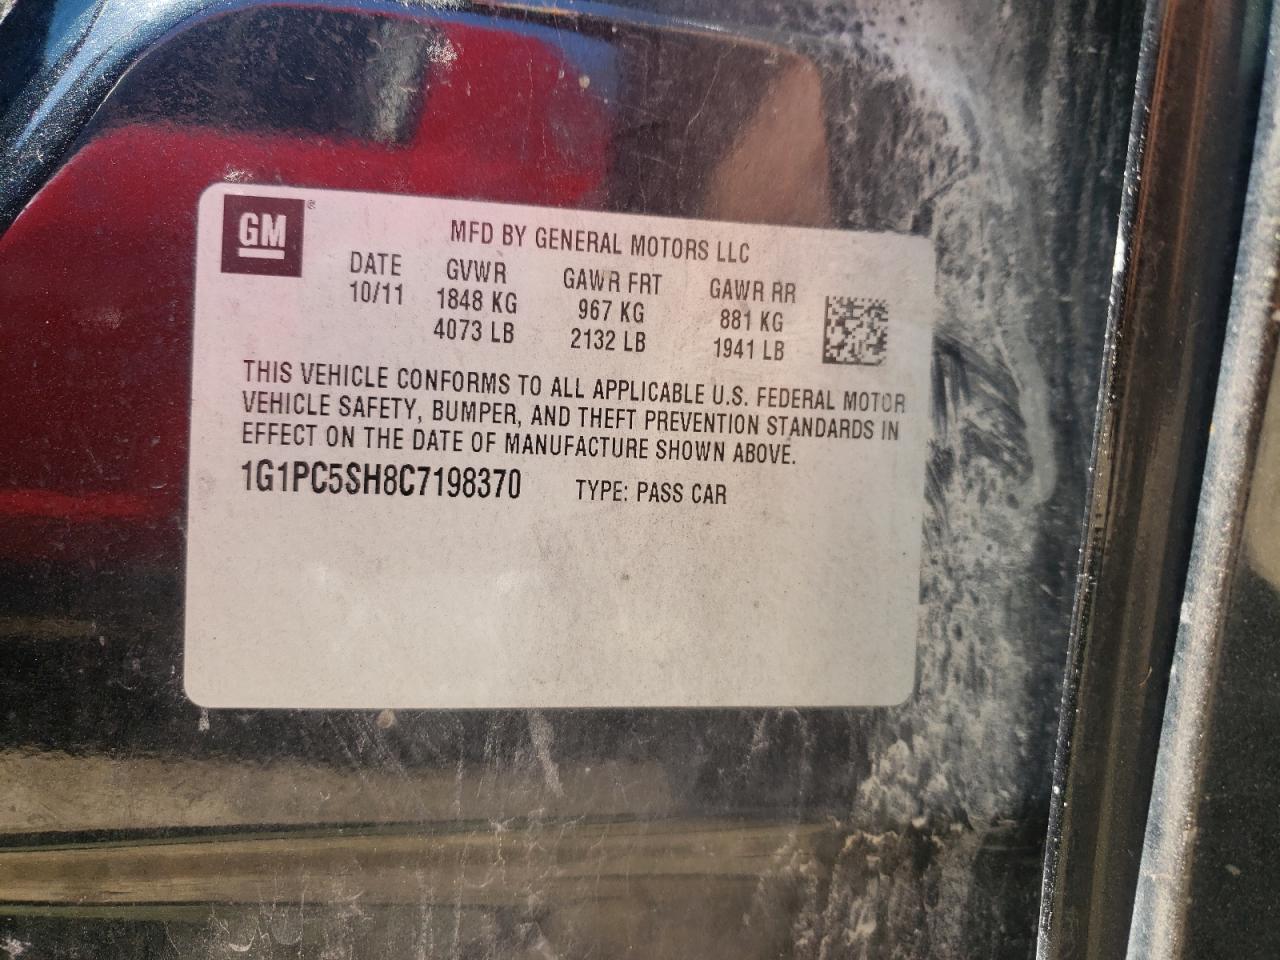 GM ®
MFD BY GENERAL MOTORS LLC
DATE GVWR GAWR FRT GAWR RR
10/11 1848 KG 967 KG 881 KG
4073 LB 2132 LB 1941 LB
THIS VEHICLE CONFORMS TO ALL APPLICABLE U.S. FEDERAL MOTOR
VEHICLE SAFETY, BUMPER, AND THEFT PREVENTION STANDARDS IN
EFFECT ON THE DATE OF MANUFACTURE SHOWN ABOVE.
1G1PC5SH8C7198370 TYPE: PASS CAR